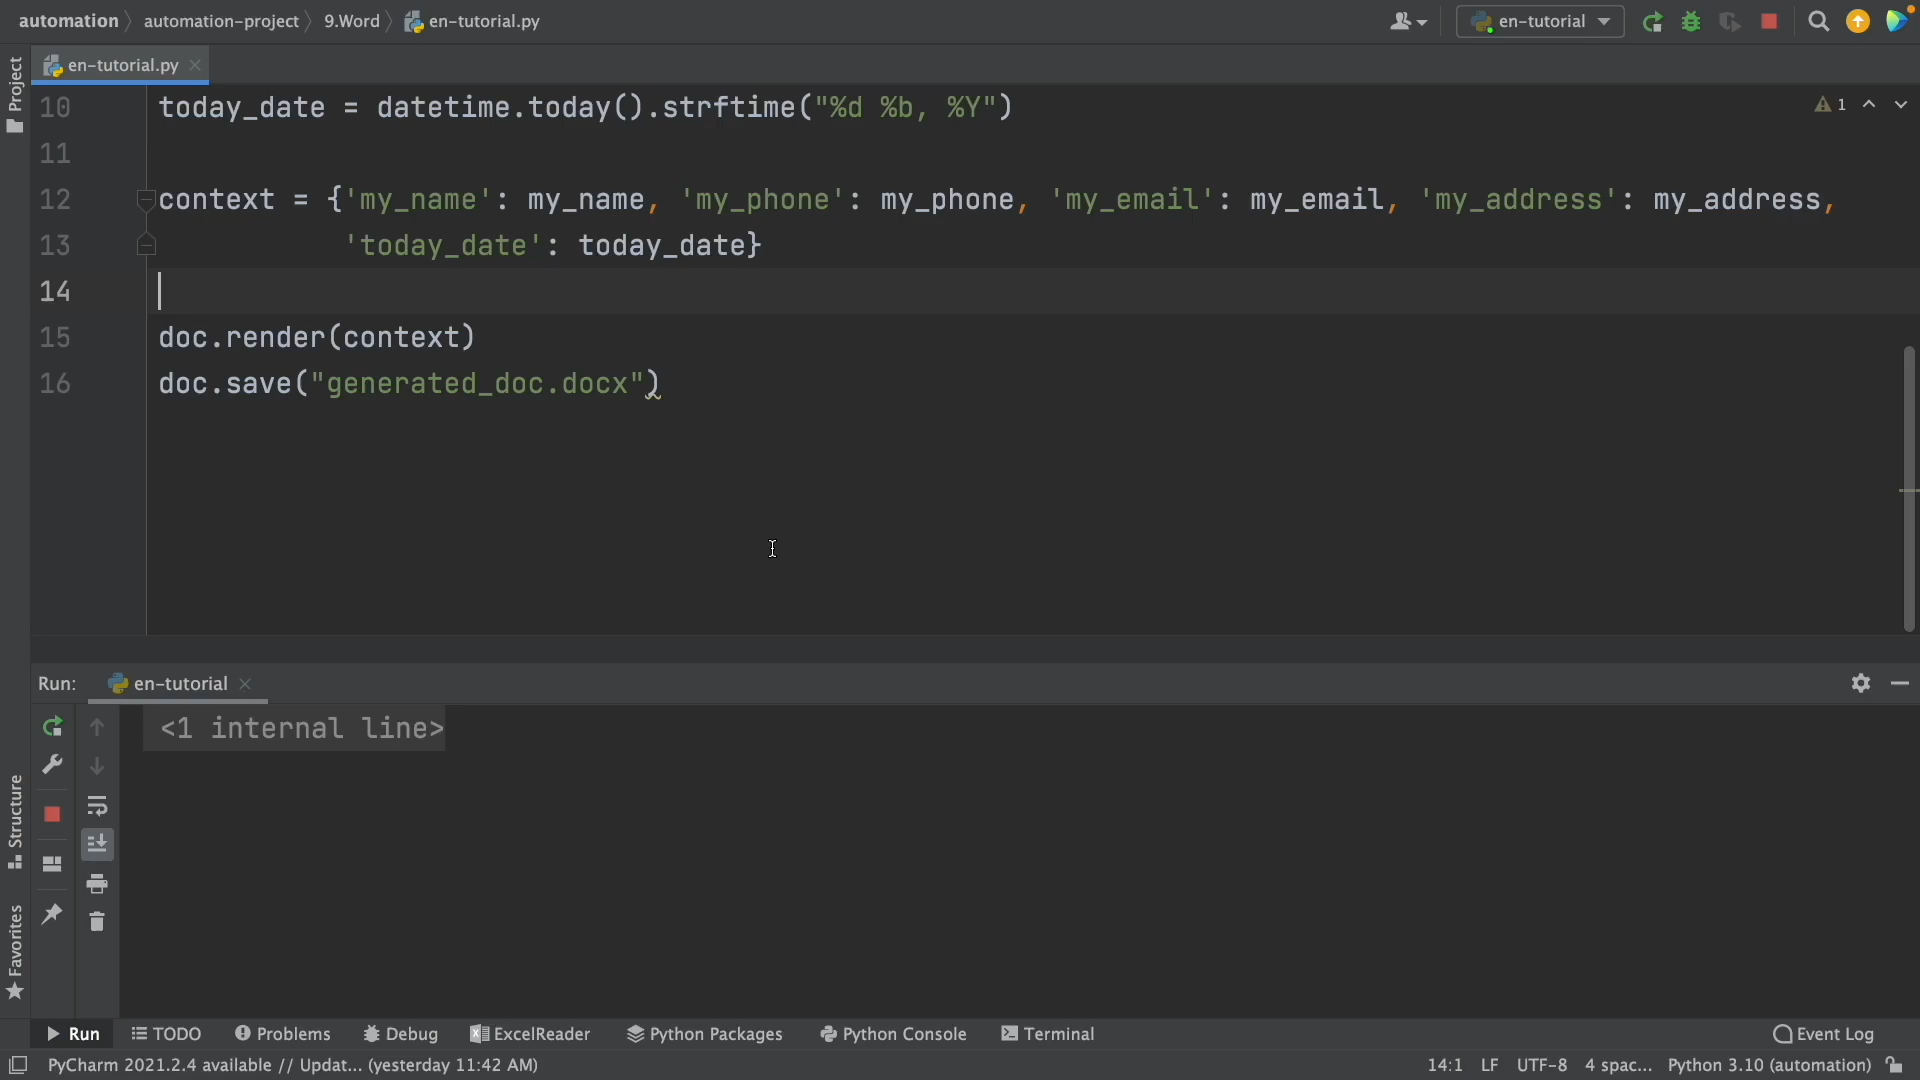 automation automation-project 9.Word en-tutorial.py en-tutorial
Project
en-tutorial.py
10 today_date = datetime.today().strftime("%d %b, %Y") 1
11
12 context = {'my_name': my_name, 'my_phone': my_phone, 'my_email': my_email, 'my_address': my_address,
13 'today_date': today_date}
14
15 doc.render(context)
16 doc.save("generated_doc.docx")
Run: en-tutorial
<1 internal line>
Structure
Favorites
Run TODO Problems Debug ExcelReader Python Packages Python Console Terminal Event Log
PyCharm 2021.2.4 available // Updat... (yesterday 11:42 AM) 14:1 LF UTF-8 4 spac... Python 3.10 (automation)